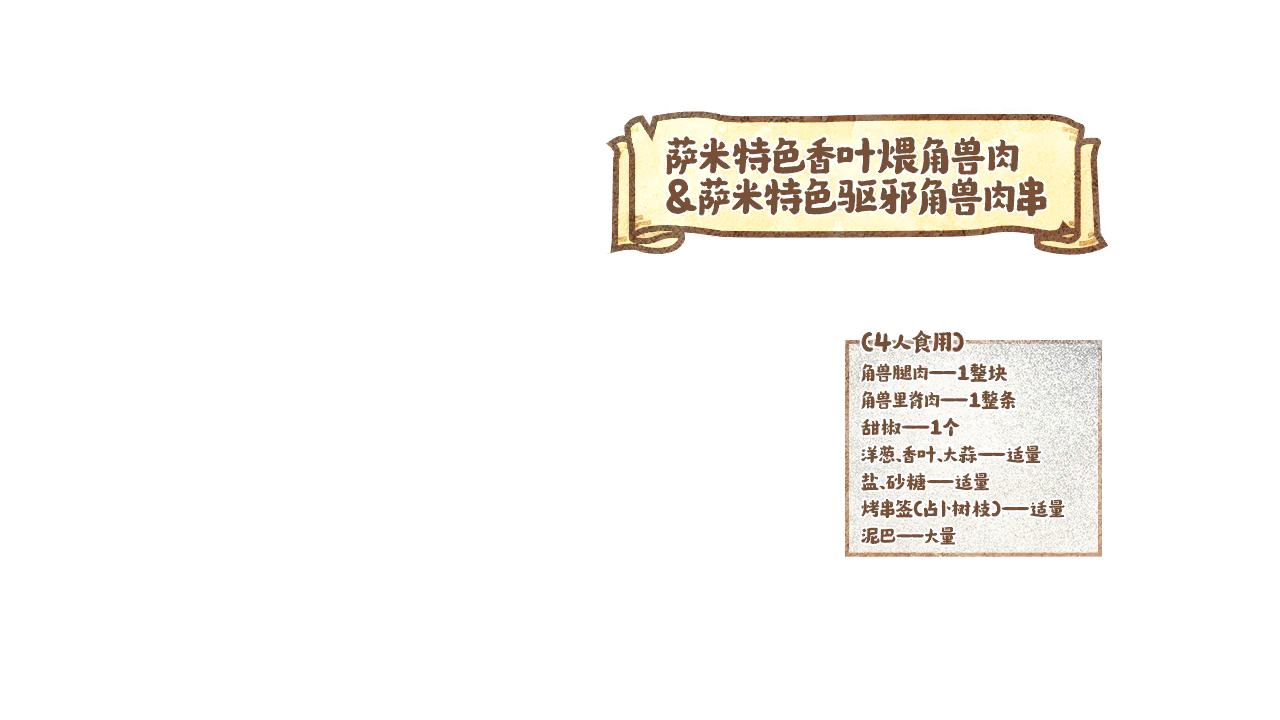 萨米特色香叶煨角兽肉
&萨米特色驱邪角兽肉串
(4人食用)
角兽腿肉——1整块
角兽里脊肉——1整条
甜椒——1个
洋葱、香叶、大蒜——适量
盐、砂糖——适量
烤串签(占卜树枝)——适量
泥巴——大量